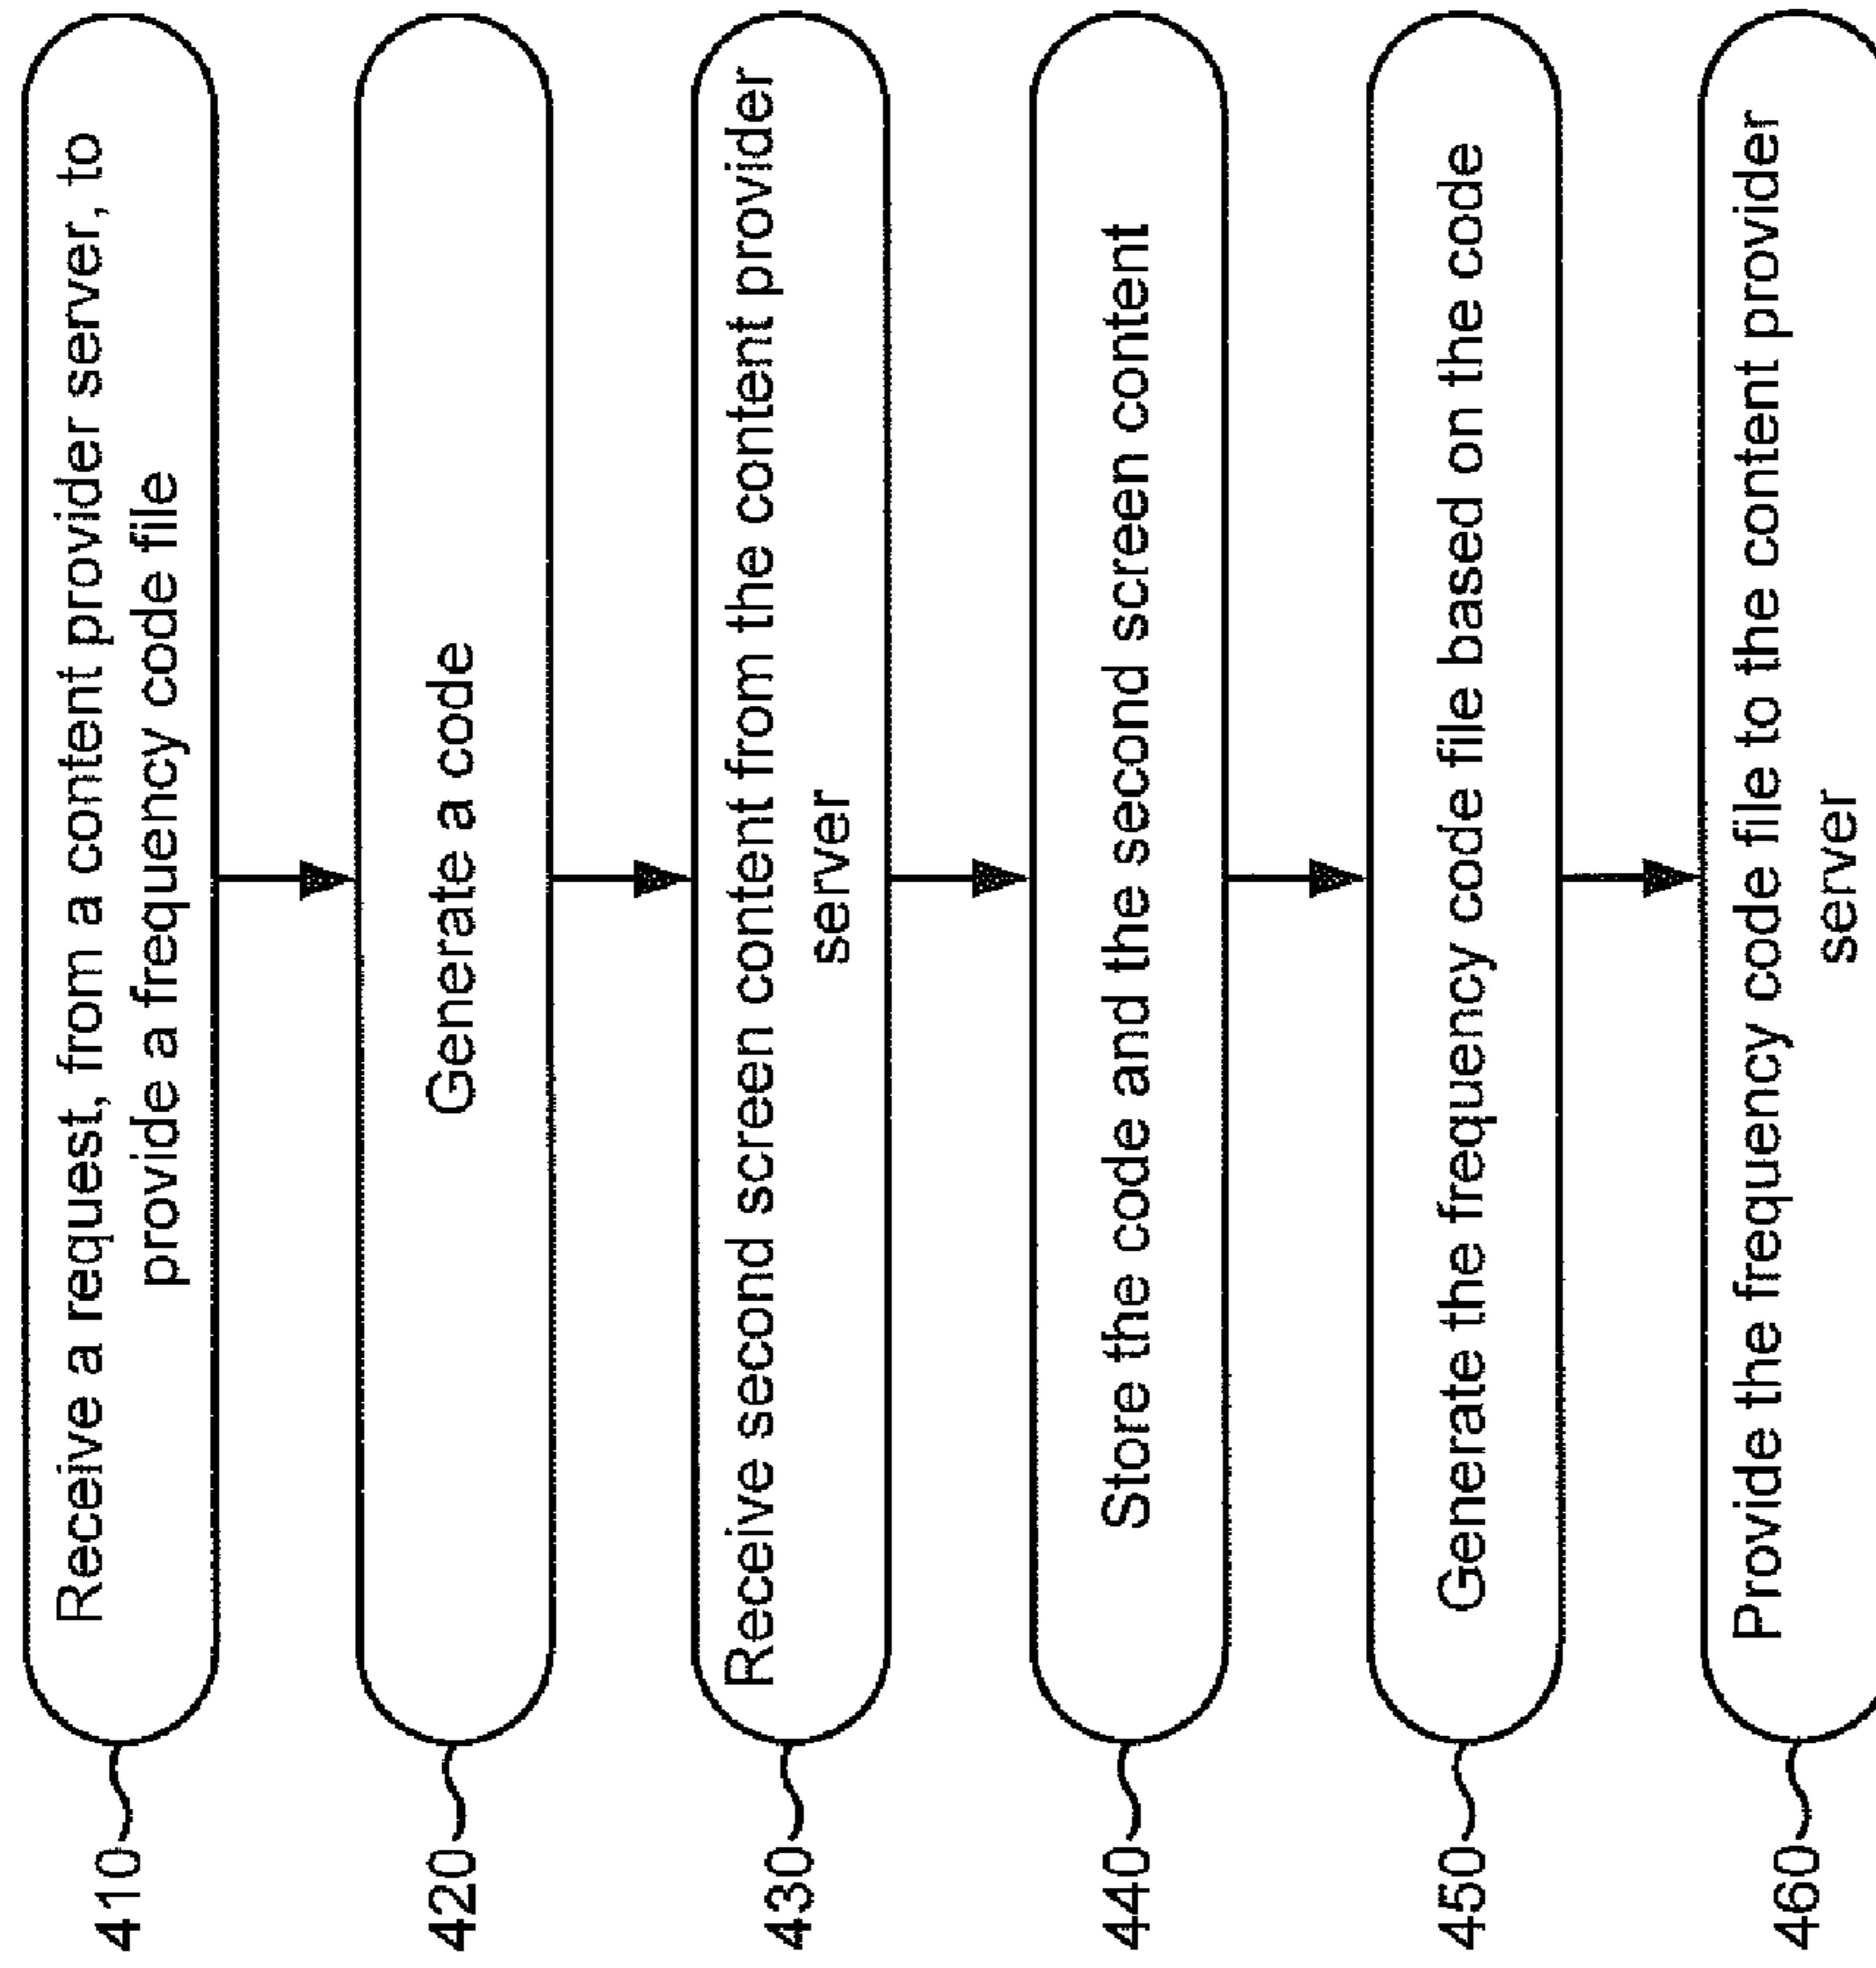 410
Receive a request, from a content provider server, to
provide a frequency code file
420
Generate a code
430
Receive second screen content from the content provider
server
440
Store the code and the second screen content
450
Generate the frequency code file based on the code
460
Provide the frequency code file to the content provider
server